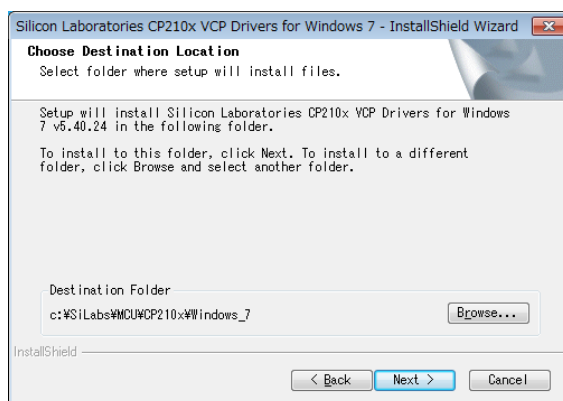 Silicon Laboratories CP210x VCP Drivers for Windows 7 - InstallShield Wizard
Choose Destination Location
Select folder where setup will install files.
Setup will install Silicon Laboratories CP210x VCP Drivers for Windows
7 v5.40.24 in the following folder.
To install to this folder, click Next. To install to a different
folder, click Browse and select another folder.
Destination Folder
c:¥SiLabs¥MCU¥CP210x¥Windows_7
Browse...
InstallShield
< Back
Next >
Cancel